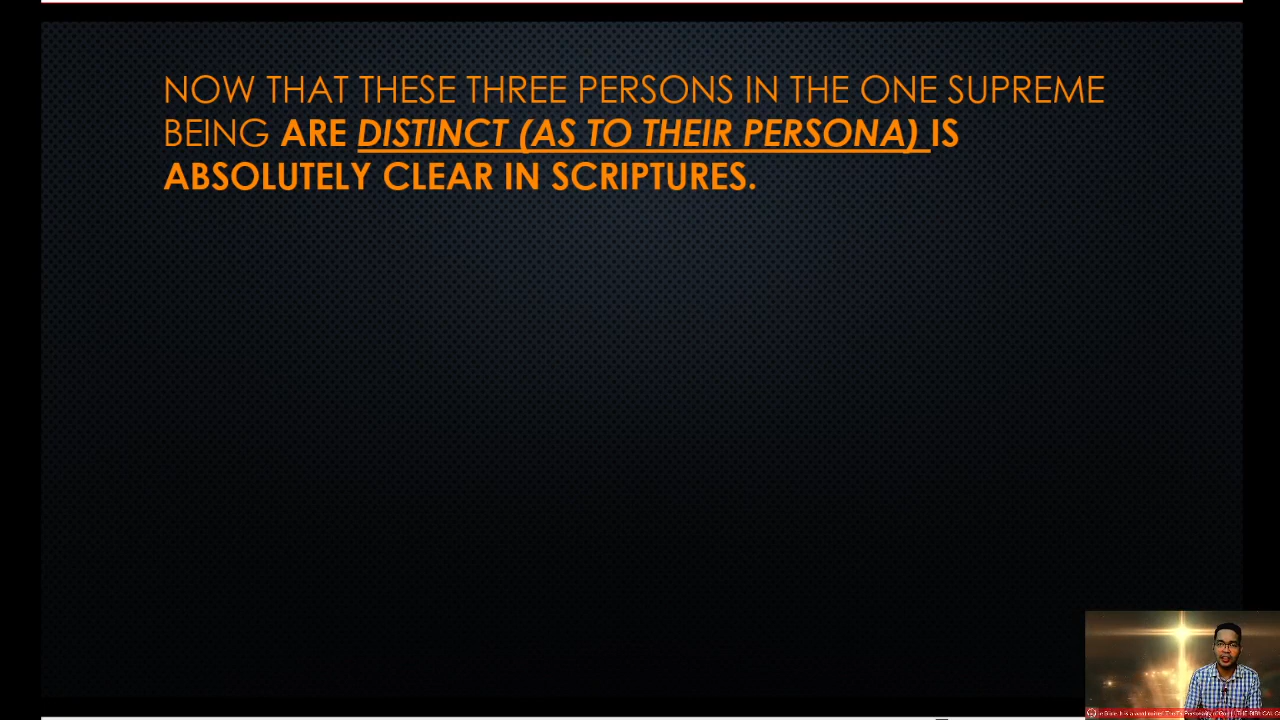 NOW THAT THESE THREE PERSONS IN THE ONE SUPREME
BEING ARE DISTINCT (AS TO THEIR PERSONA) IS
ABSOLUTELY CLEAR IN SCRIPTURES.